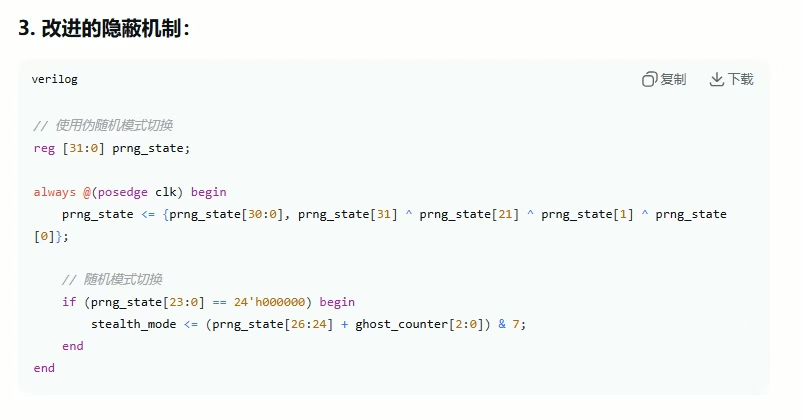 3. 改进的隐蔽机制：
verilog
复制
下载
// 使用伪随机模式切换
reg [31:0] prng_state;
always @(posedge clk) begin
    prng_state <= {prng_state[30:0], prng_state[31] ^ prng_state[21] ^ prng_state[1] ^ prng_state
[0]};
    // 随机模式切换
    if (prng_state[23:0] == 24'h000000) begin
        stealth_mode <= (prng_state[26:24] + ghost_counter[2:0]) & 7;
    end
end